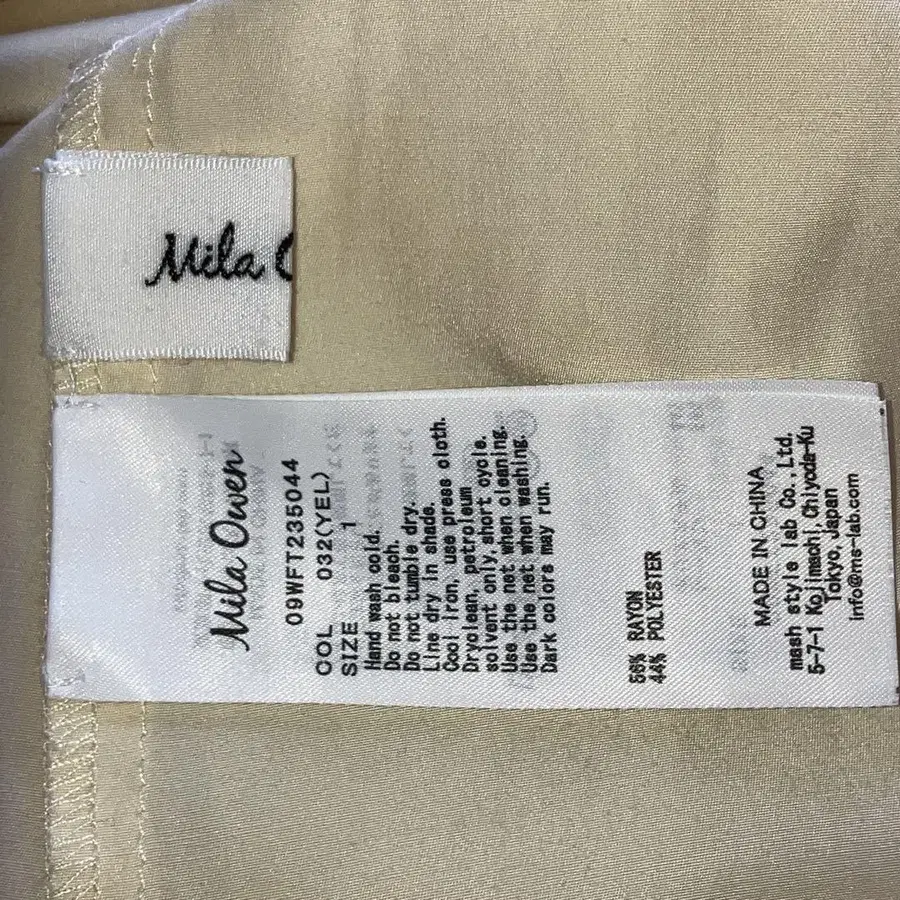 Mila
Mila Owen
09WFT235044
COL 032(YEL)
SIZE 1
Hand wash cold.
Do not bleach.
Do not tumble dry.
Line dry in shade.
Cool iron, use press cloth.
Dryclean, petroleum
solvent only, short cycle.
Use the net when cleaning.
Use the net when washing.
Dark colors may run.
56% RAYON
44% POLYESTER
MADE IN CHINA
mash style lab Co., Ltd.
5-7-1 Kojimachi, Chiyoda-Ku
Tokyo, Japan
info@ms-lab.com